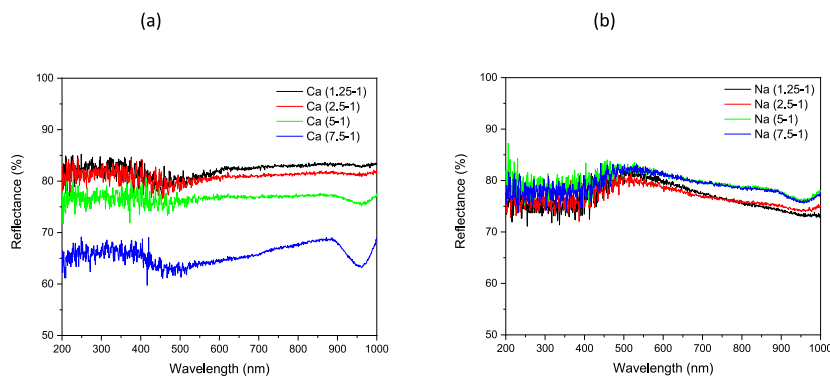 (a)
(b)
100
90
80
70
60
50
Reflectance (%)
200 300 400 500 600 700 800 900 1000
Wavelength (nm)
Ca (1.25-1)
Ca (2.5-1)
Ca (5-1)
Ca (7.5-1)
100
90
80
70
60
50
Reflectance (%)
200 300 400 500 600 700 800 900 1000
Wavelength (nm)
Na (1.25-1)
Na (2.5-1)
Na (5-1)
Na (7.5-1)